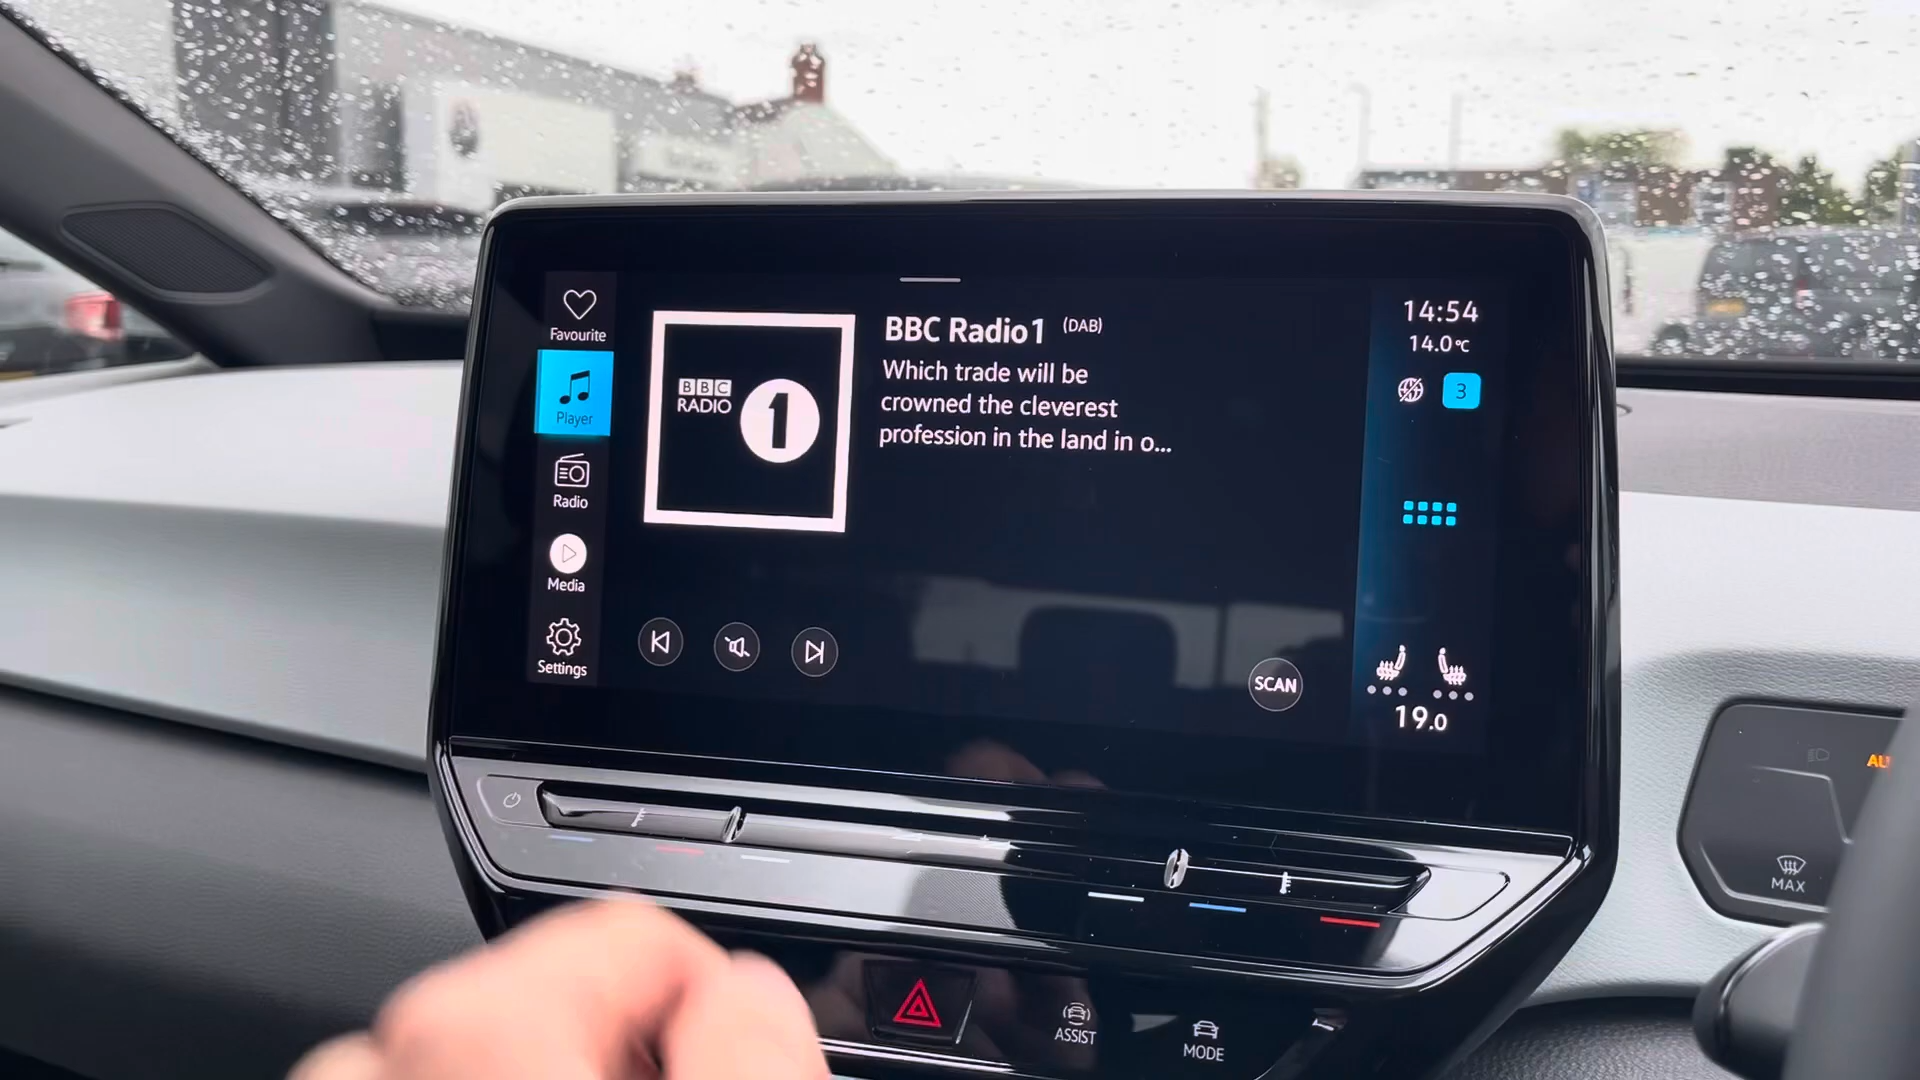 Favourite
Player
Radio
Media
Settings
BBC
RADIO
1
BBC Radio 1 (DAB)
Which trade will be
crowned the cleverest
profession in the land in o...
SCAN
14:54
14.0°C
3
19.0
MAX
ASSIST
MODE